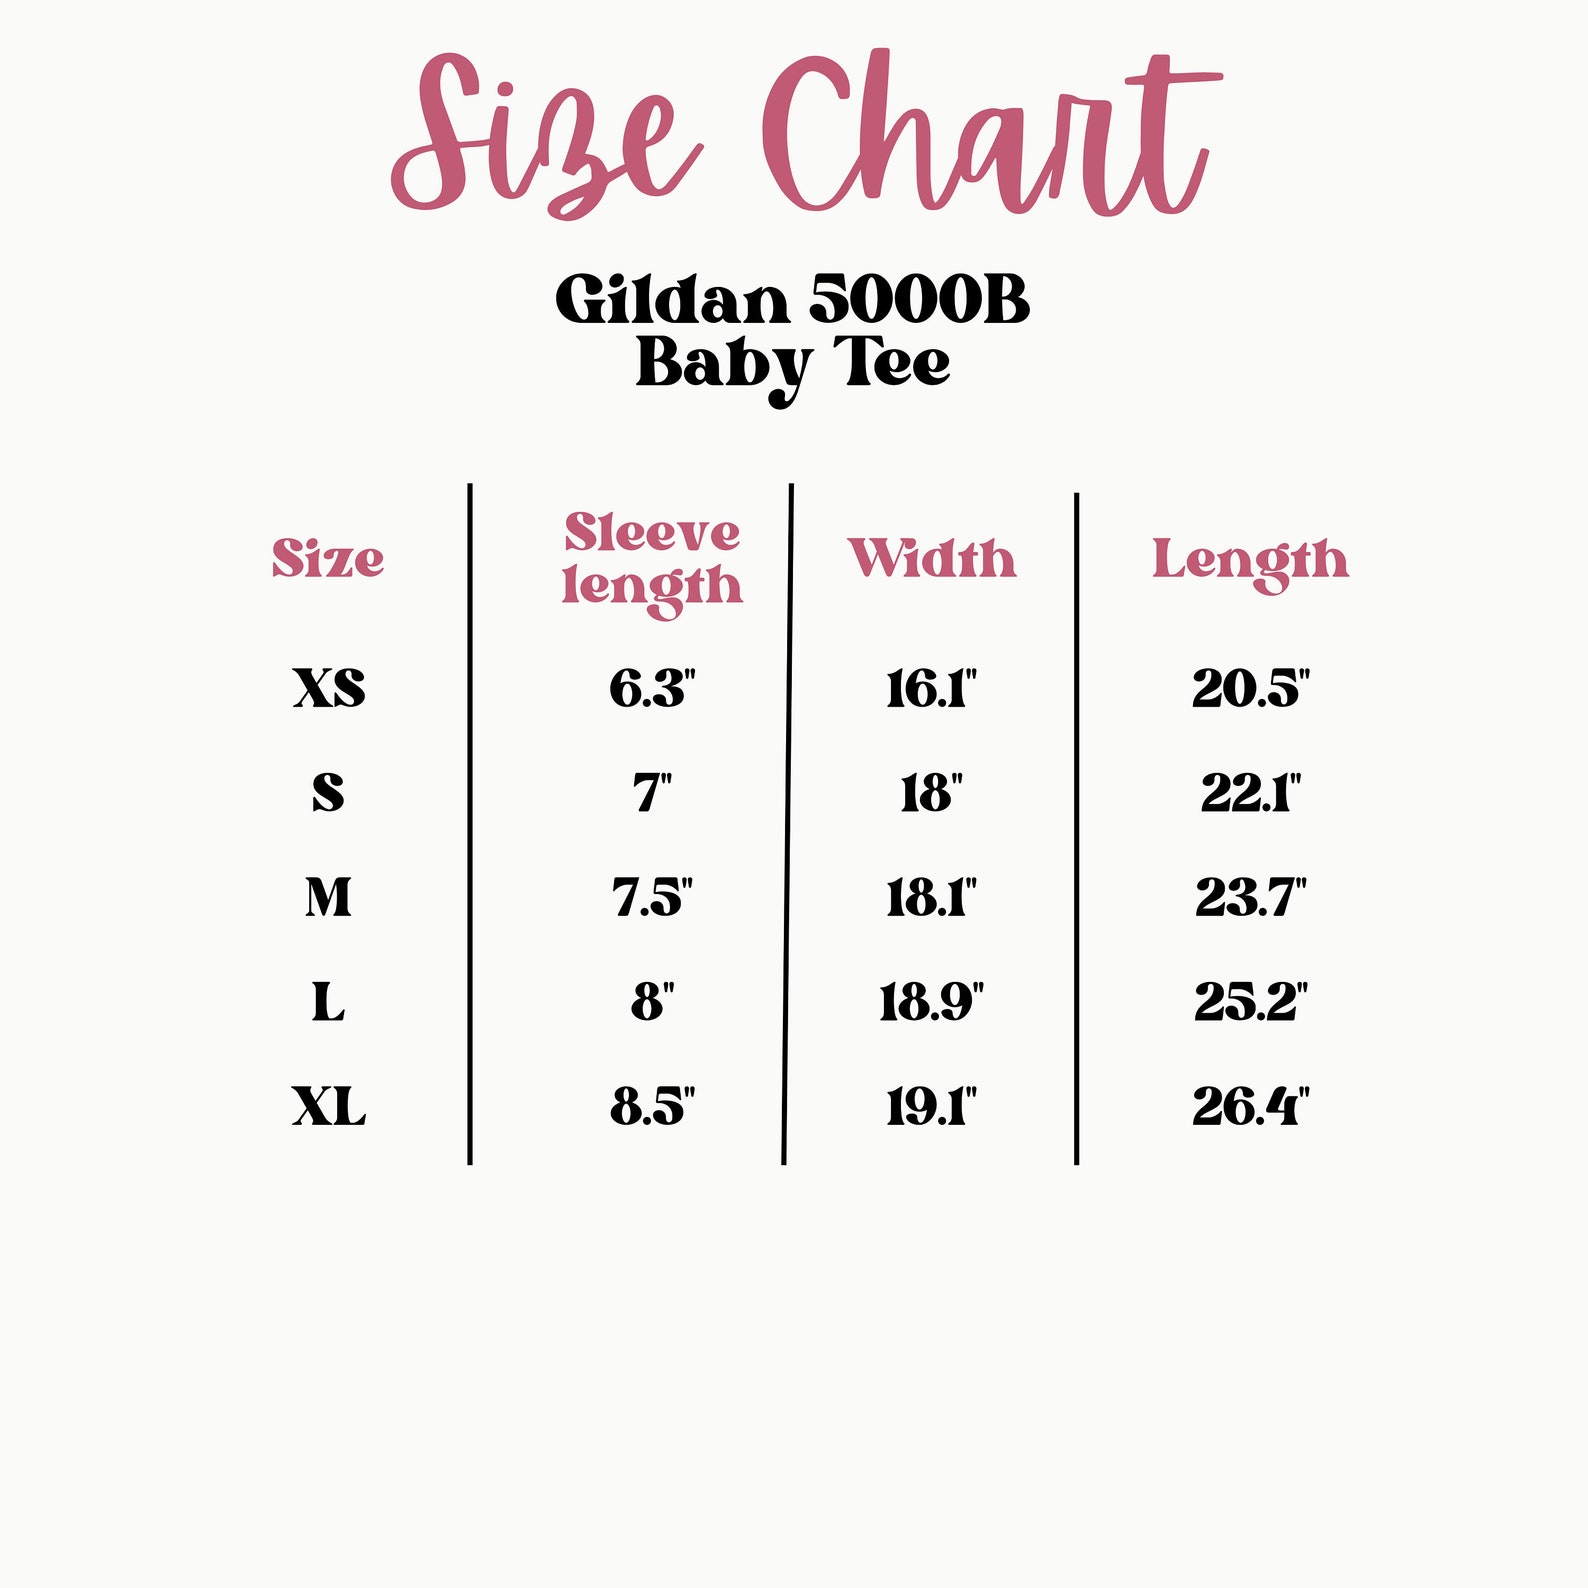 Size Chart
Gildan 5000B
Baby Tee
Size Sleeve length Width Length
XS 6.3" 16.1" 20.5"
S 7" 18" 22.1"
M 7.5" 18.1" 23.7"
L 8" 18.9" 25.2"
XL 8.5" 19.1" 26.4"